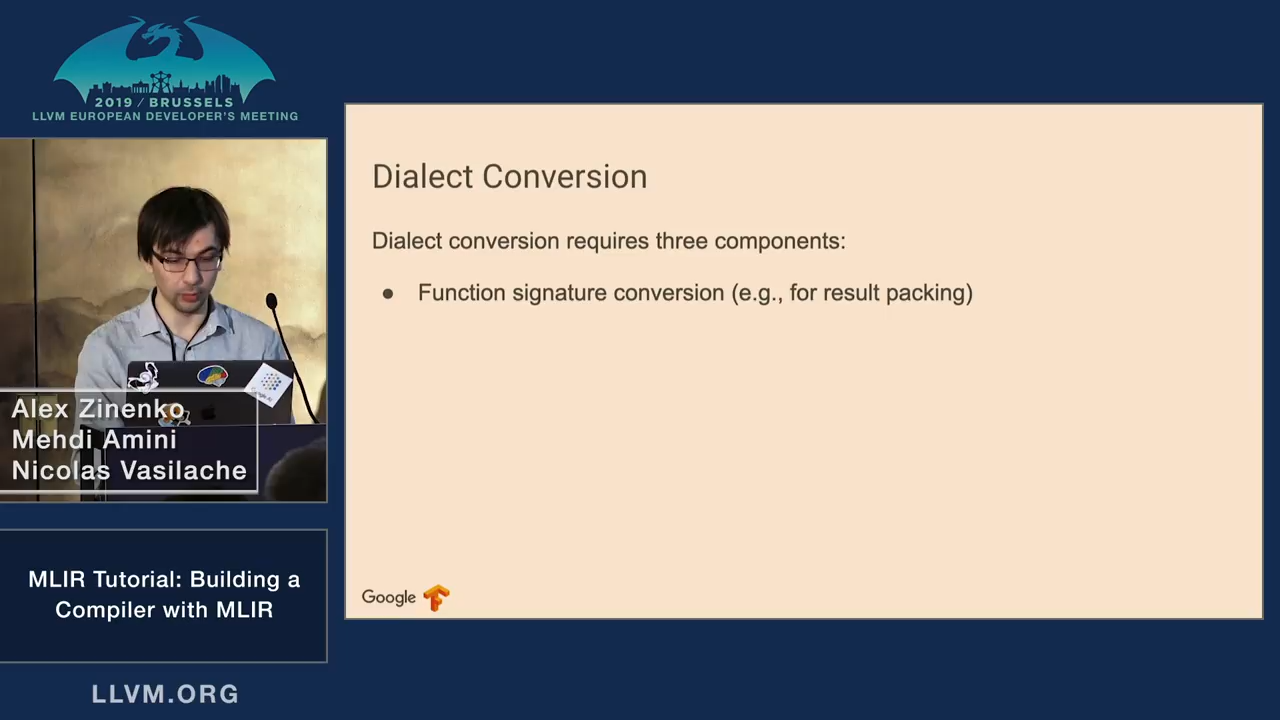 2019 / BRUSSELS
LLVM EUROPEAN DEVELOPER'S MEETING
Alex Zinenko
Mehdi Amini
Nicolas Vasilache
MLIR Tutorial: Building a
Compiler with MLIR
LLVM.ORG
Dialect Conversion
Dialect conversion requires three components:
● Function signature conversion (e.g., for result packing)
Google